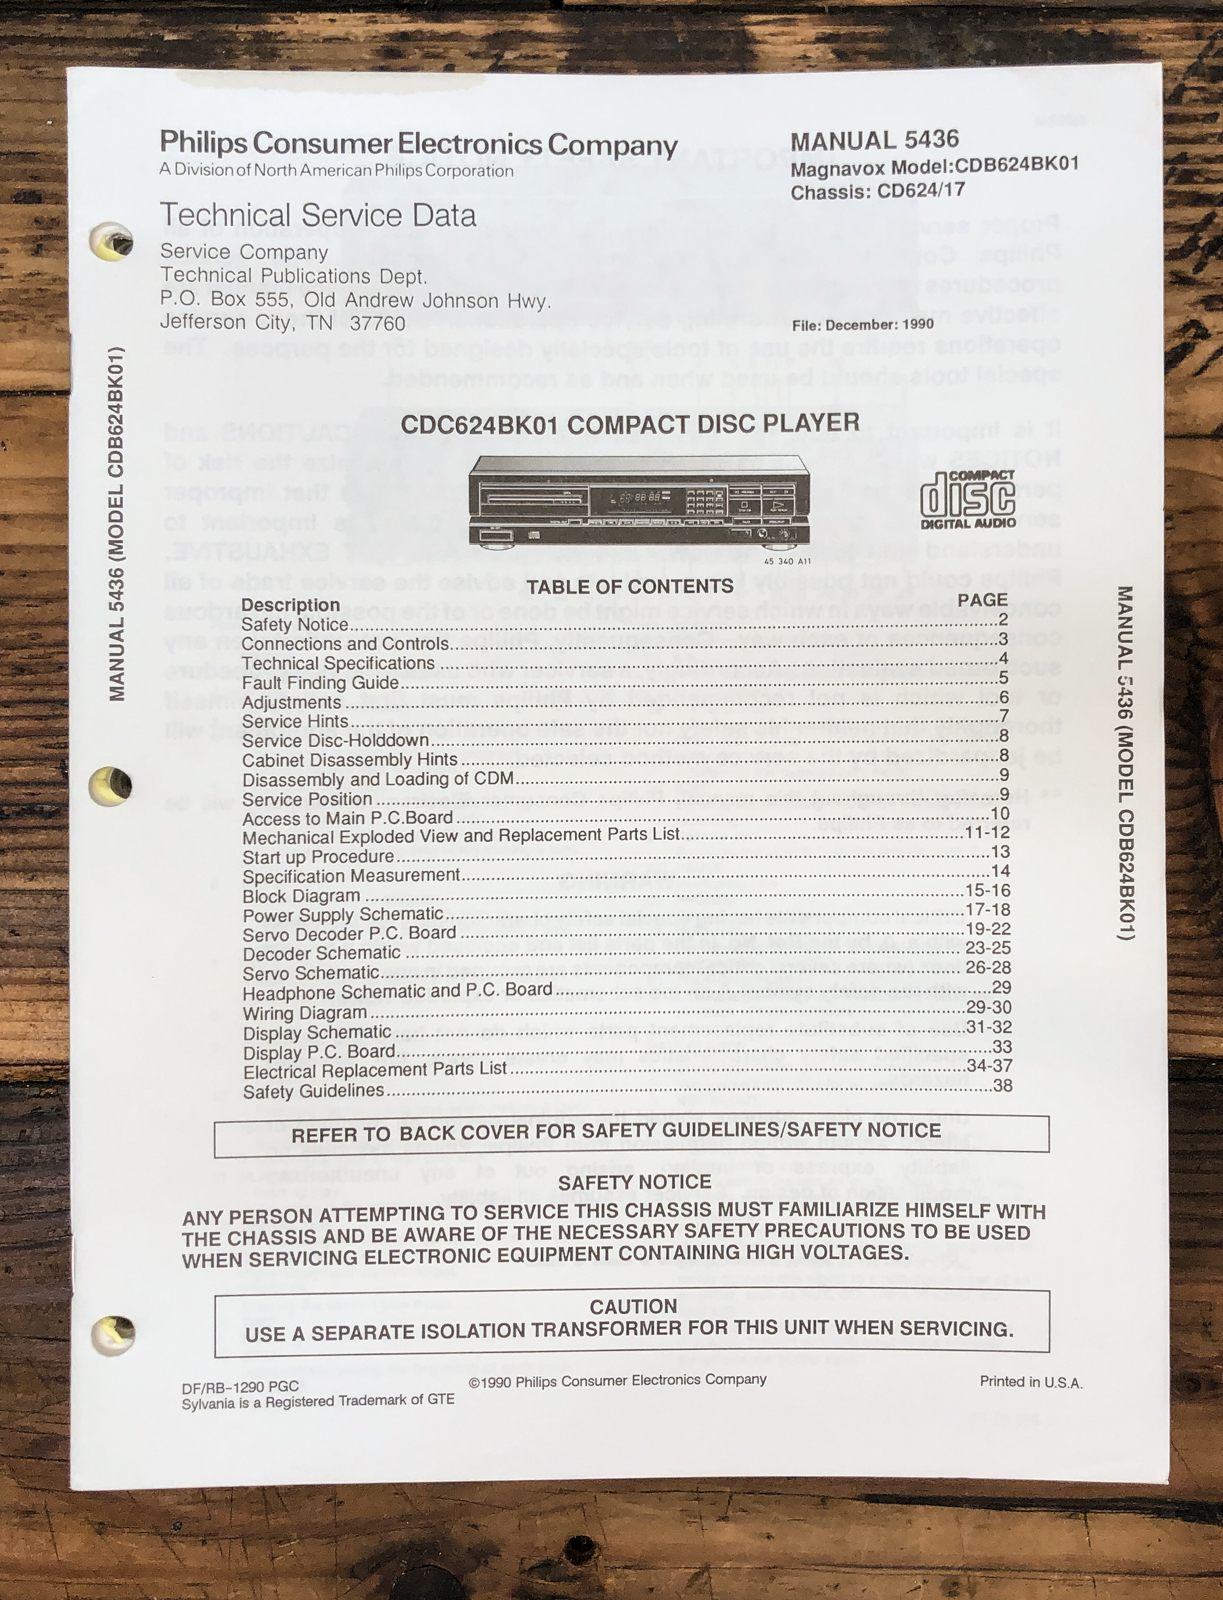 Philips Consumer Electronics Company
A Division of North American Philips Corporation
Technical Service Data
Service Company
Technical Publications Dept.
P.O. Box 555, Old Andrew Johnson Hwy.
Jefferson City, TN 37760
MANUAL 5436
Magnavox Model:CDB624BK01
Chassis: CD624/17
File: December: 1990
MANUAL 5436 (MODEL CDB624BK01)
CDC624BK01 COMPACT DISC PLAYER
45 340 A11
COMPACT
disc
DIGITAL AUDIO
TABLE OF CONTENTS
Description PAGE
Safety Notice 2
Connections and Controls 3
Technical Specifications 4
Fault Finding Guide 5
Adjustments 6
Service Hints 7
Service Disc-Holddown 8
Cabinet Disassembly Hints 8
Disassembly and Loading of CDM 9
Service Position 9
Access to Main P.C.Board 10
Mechanical Exploded View and Replacement Parts List 11-12
Start up Procedure 13
Specification Measurement 14
Block Diagram 15-16
Power Supply Schematic 17-18
Servo Decoder P.C. Board 19-22
Decoder Schematic 23-25
Servo Schematic 26-28
Headphone Schematic and P.C. Board 29
Wiring Diagram 29-30
Display Schematic 31-32
Display P.C. Board 33
Electrical Replacement Parts List 34-37
Safety Guidelines 38
MANUAL 5436 (MODEL CDB624BK01)
REFER TO BACK COVER FOR SAFETY GUIDELINES/SAFETY NOTICE
SAFETY NOTICE
ANY PERSON ATTEMPTING TO SERVICE THIS CHASSIS MUST FAMILIARIZE HIMSELF WITH
THE CHASSIS AND BE AWARE OF THE NECESSARY SAFETY PRECAUTIONS TO BE USED
WHEN SERVICING ELECTRONIC EQUIPMENT CONTAINING HIGH VOLTAGES.
CAUTION
USE A SEPARATE ISOLATION TRANSFORMER FOR THIS UNIT WHEN SERVICING.
DF/RB-1290 PGC
Sylvania is a Registered Trademark of GTE
©1990 Philips Consumer Electronics Company
Printed in U.S.A.